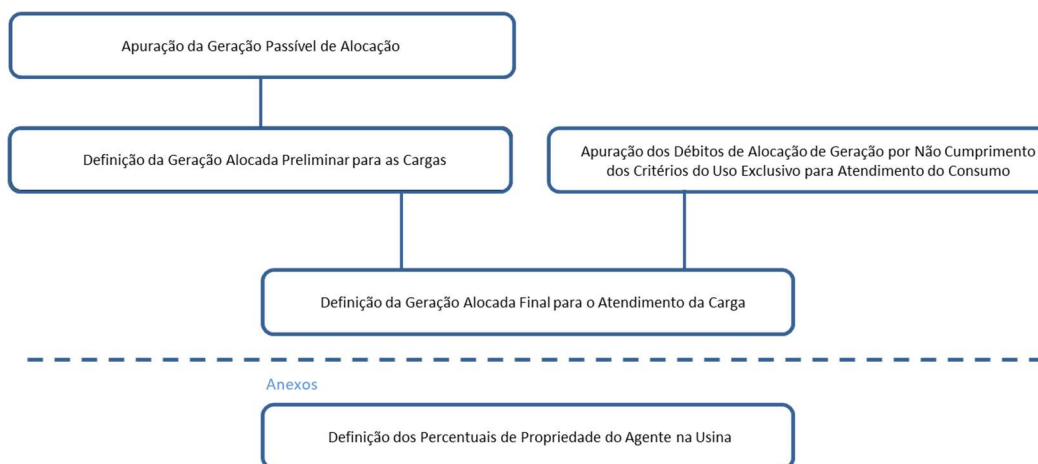 Apuração da Geração Passível de Alocação
Definição da Geração Alocada Preliminar para as Cargas
Apuração dos Débitos de Alocação de Geração por Não Cumprimento
dos Critérios do Uso Exclusivo para Atendimento do Consumo
Definição da Geração Alocada Final para o Atendimento da Carga
Anexos
Definição dos Percentuais de Propriedade do Agente na Usina